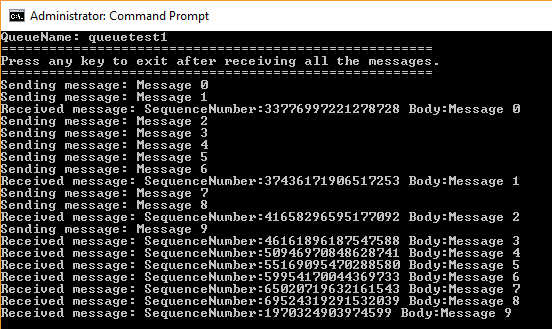 Administrator: Command Prompt
QueueName: queuetest1
======================================================
Press any key to exit after receiving all the messages.
======================================================
Sending message: Message 0
Sending message: Message 1
Received message: SequenceNumber:33776997221278728 Body:Message 0
Sending message: Message 2
Sending message: Message 3
Sending message: Message 4
Sending message: Message 5
Sending message: Message 6
Received message: SequenceNumber:37436171906517253 Body:Message 1
Sending message: Message 7
Sending message: Message 8
Received message: SequenceNumber:41658296595177092 Body:Message 2
Sending message: Message 9
Received message: SequenceNumber:46161896187547588 Body:Message 3
Received message: SequenceNumber:50946970848628741 Body:Message 4
Received message: SequenceNumber:55169095470288580 Body:Message 5
Received message: SequenceNumber:59954170044369733 Body:Message 6
Received message: SequenceNumber:65020719632161543 Body:Message 7
Received message: SequenceNumber:69524319291532039 Body:Message 8
Received message: SequenceNumber:1970324903974599 Body:Message 9